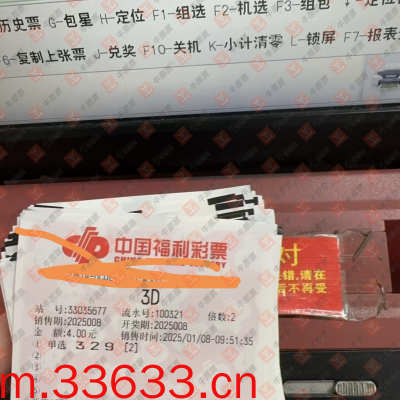 历史票 G-包星 H-定位 F1-组选 F2-机选 F3-组包
F6-复制上张票 J-兑奖 F10-关机 K-小计清零 L-锁屏 F7-报表
中国福利彩票
3D
站 号:33035677 流水号:100321 倍数:2
销售期:2025008 开奖期:2025008
金 额:4.00元 销售时间:2025/01/08-09:51:35
1 单选 3 2 9 [2]
2
3
付
错,请在
不再受
m.33633.cn